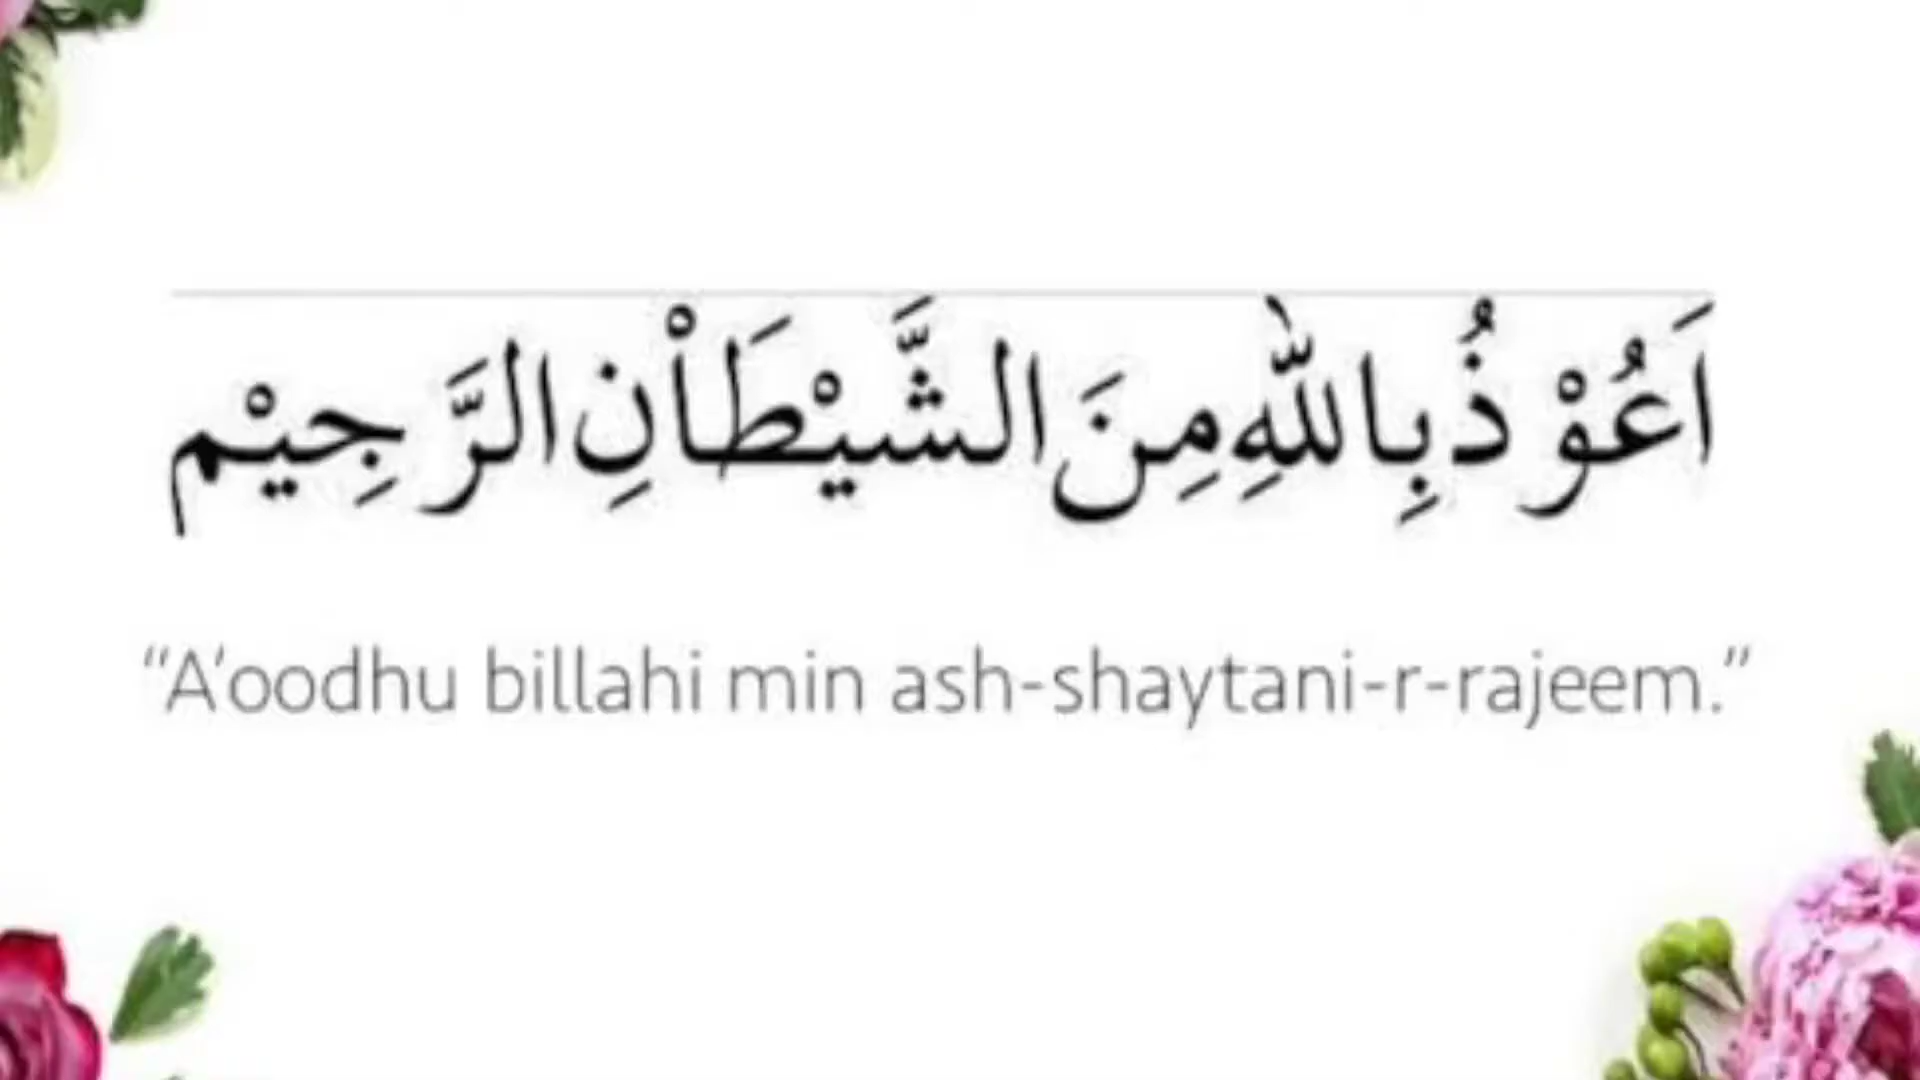 اَعُوْذُ بِاللّٰهِ مِنَ الشَّيْطَاْنِ الرَّجِيْم
“A’oodhu billahi min ash-shaytani-r-rajeem.”